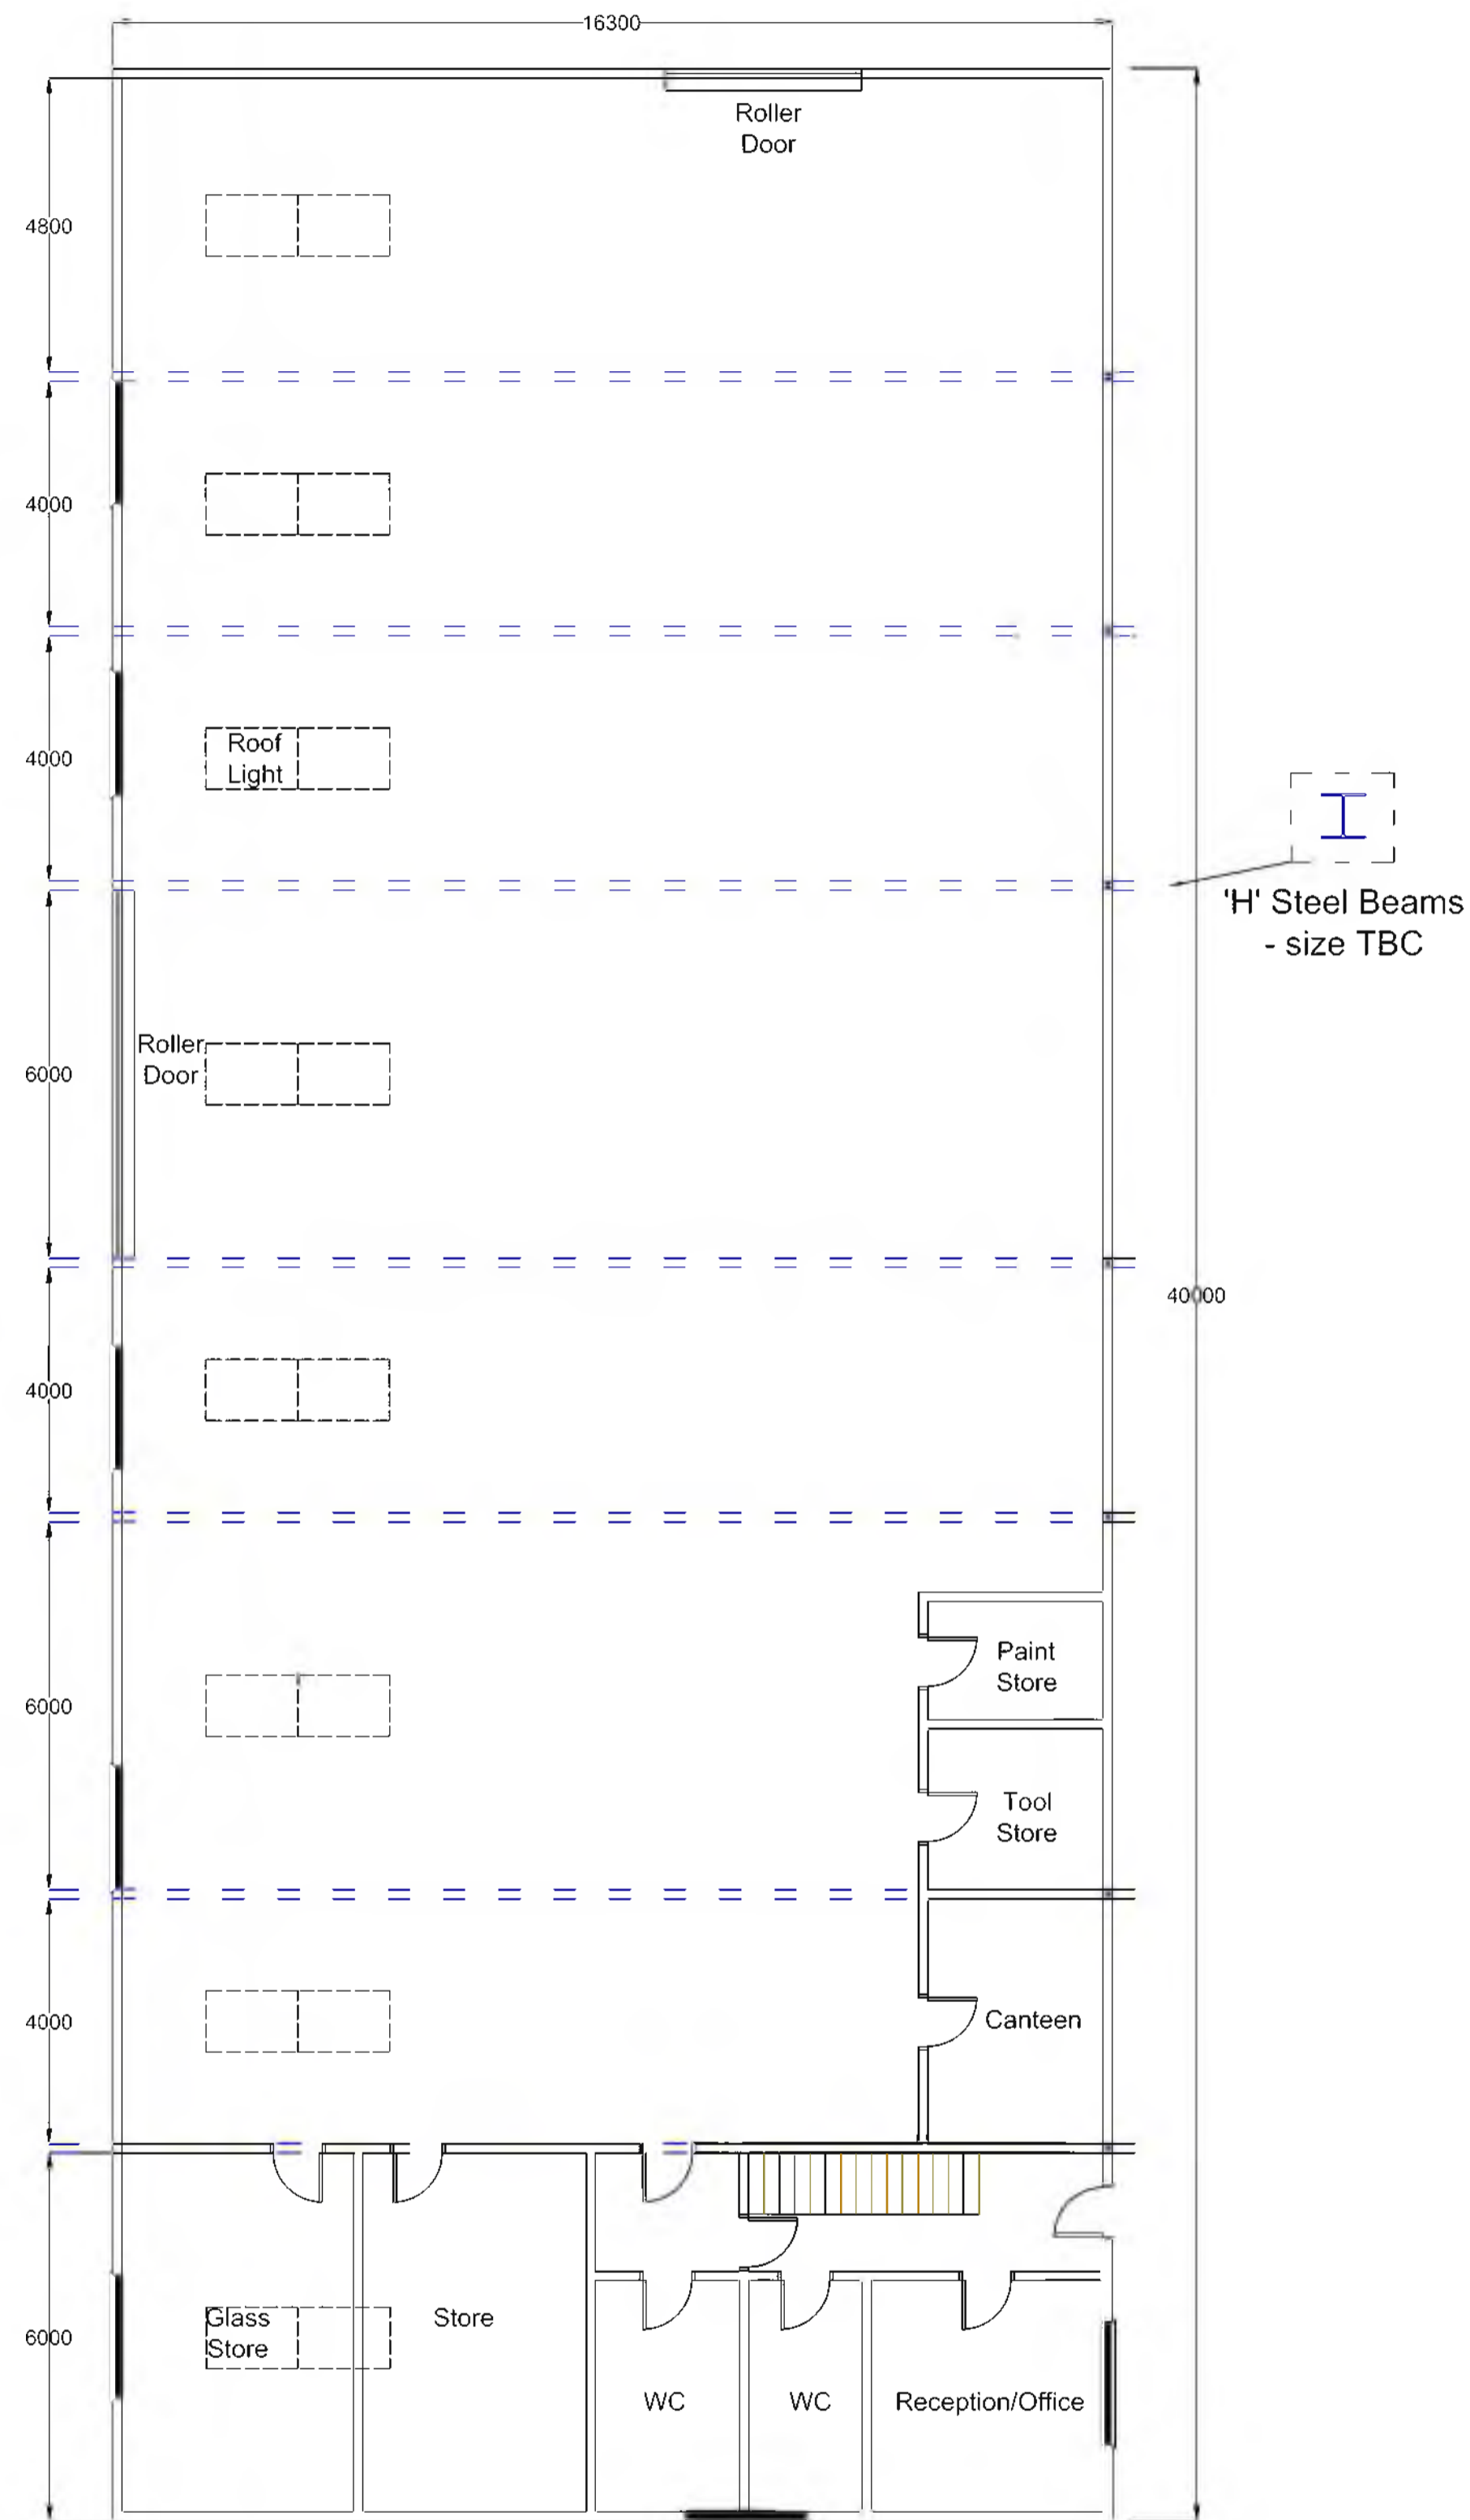 16300
Roller
Door
4800
4000
Roof
Light
4000
'H' Steel Beams
- size TBC
Roller
Door
6000
40000
4000
Paint
Store
6000
Tool
Store
4000
Canteen
Glass
Store
Store
6000
WC
WC
Reception/Office